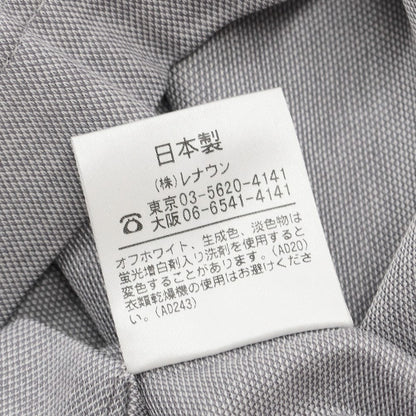 日本製
(株)レナウン
東京03-5620-4141
☎大阪06-6541-4141
オフホワイト、生成色、淡色物は
蛍光増白剤入り洗剤を使用すると
変色することがあります。(AD20)
衣類乾燥機の使用はお避けくださ
い。(AD243)